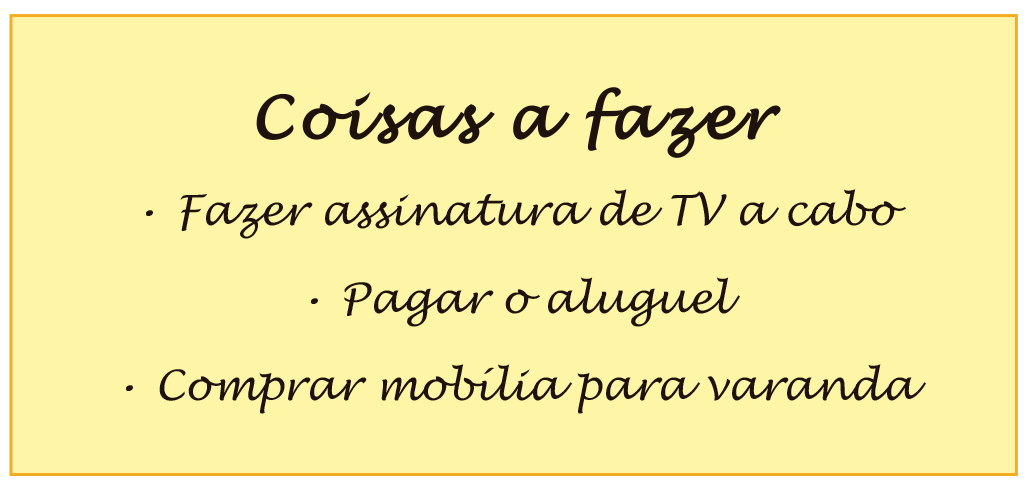 Coisas a fazer
• Fazer assinatura de TV a cabo
• Pagar o aluguel
• Comprar mobília para varanda